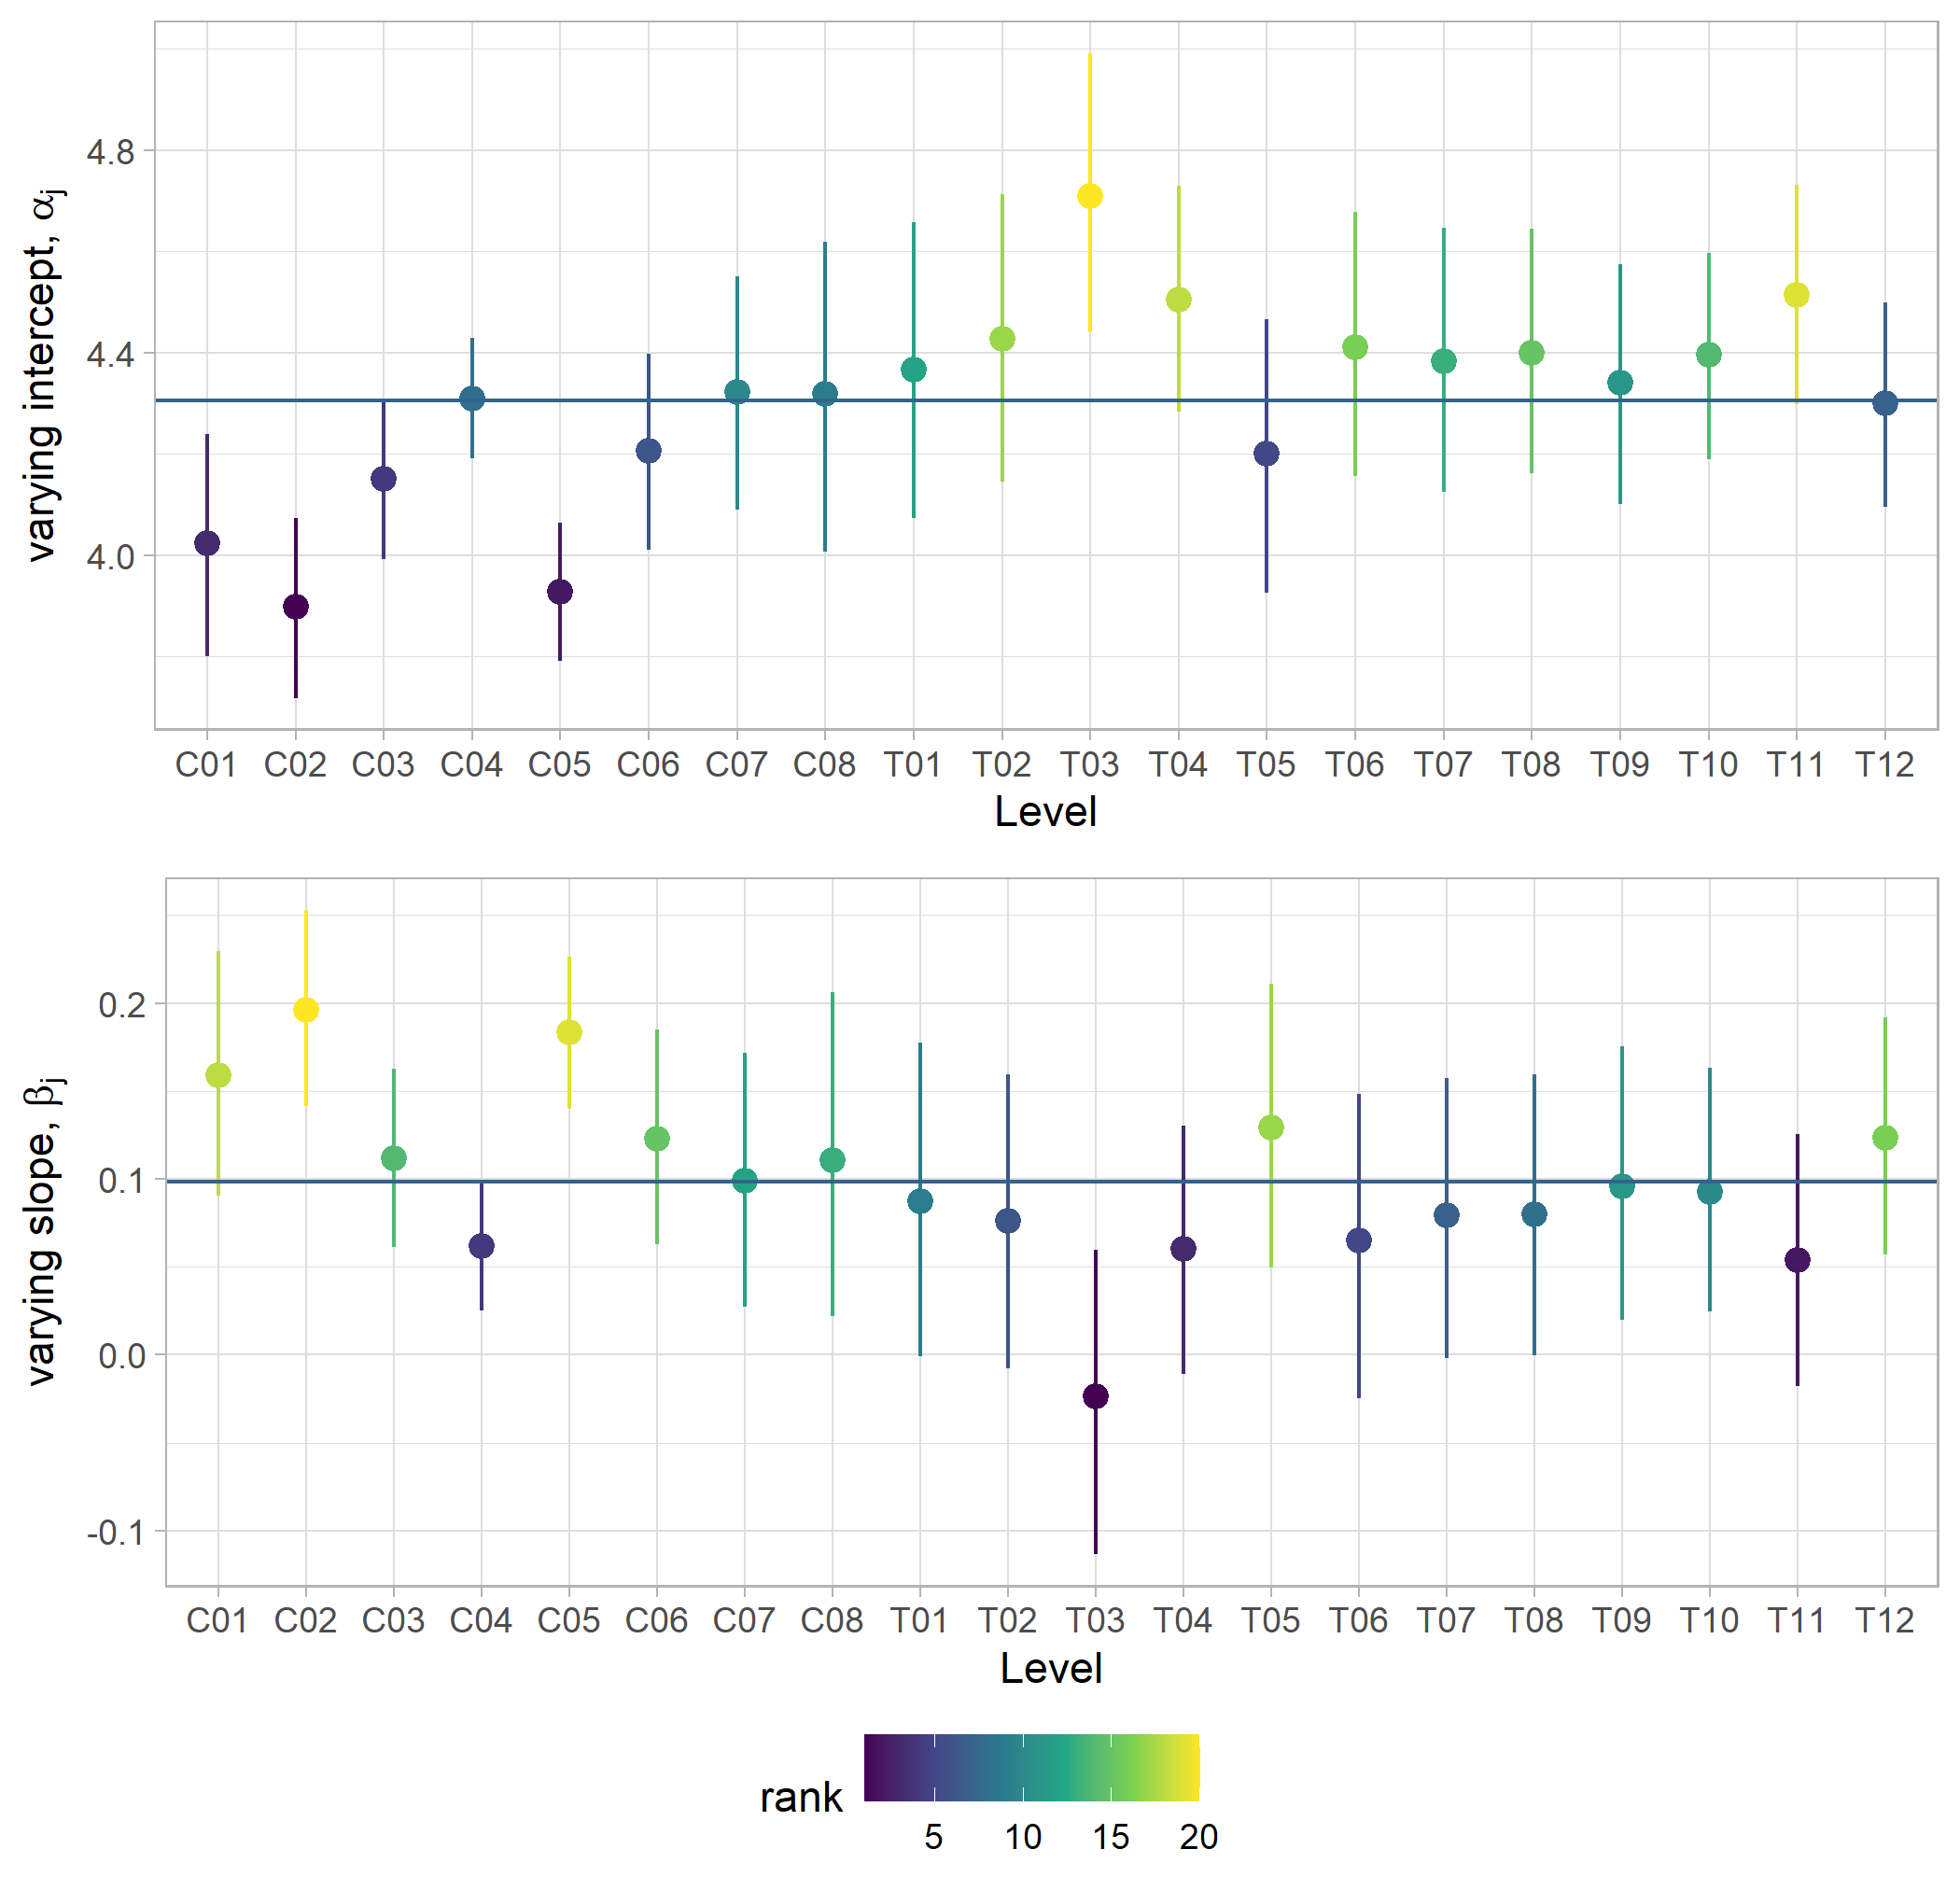 varying intercept, αj
4.8
4.4
4.0
C01 C02 C03 C04 C05 C06 C07 C08 T01 T02 T03 T04 T05 T06 T07 T08 T09 T10 T11 T12
Level
varying slope, βj
0.2
0.1
0.0
-0.1
C01 C02 C03 C04 C05 C06 C07 C08 T01 T02 T03 T04 T05 T06 T07 T08 T09 T10 T11 T12
Level
rank
5 10 15 20